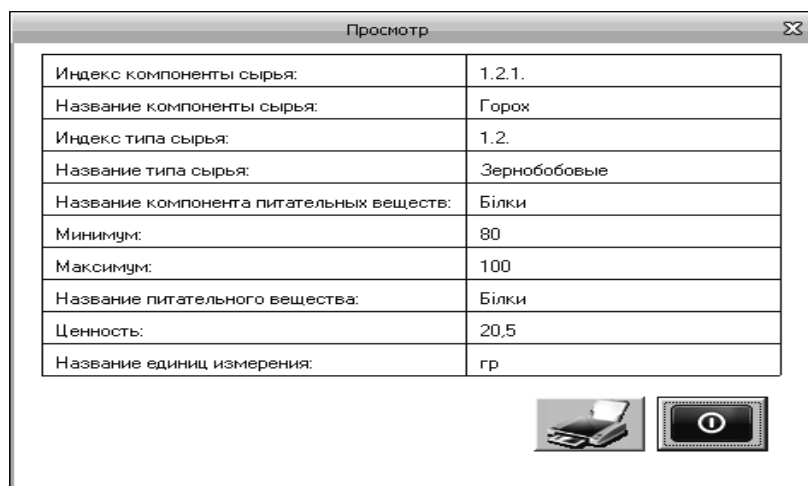 Просмотр
Индекс компоненты сырья: 1.2.1.
Название компоненты сырья: Горох
Индекс типа сырья: 1.2.
Название типа сырья: Зернобобовые
Название компонента питательных веществ: Білки
Минимум: 80
Максимум: 100
Название питательного вещества: Білки
Ценность: 20,5
Название единиц измерения: гр